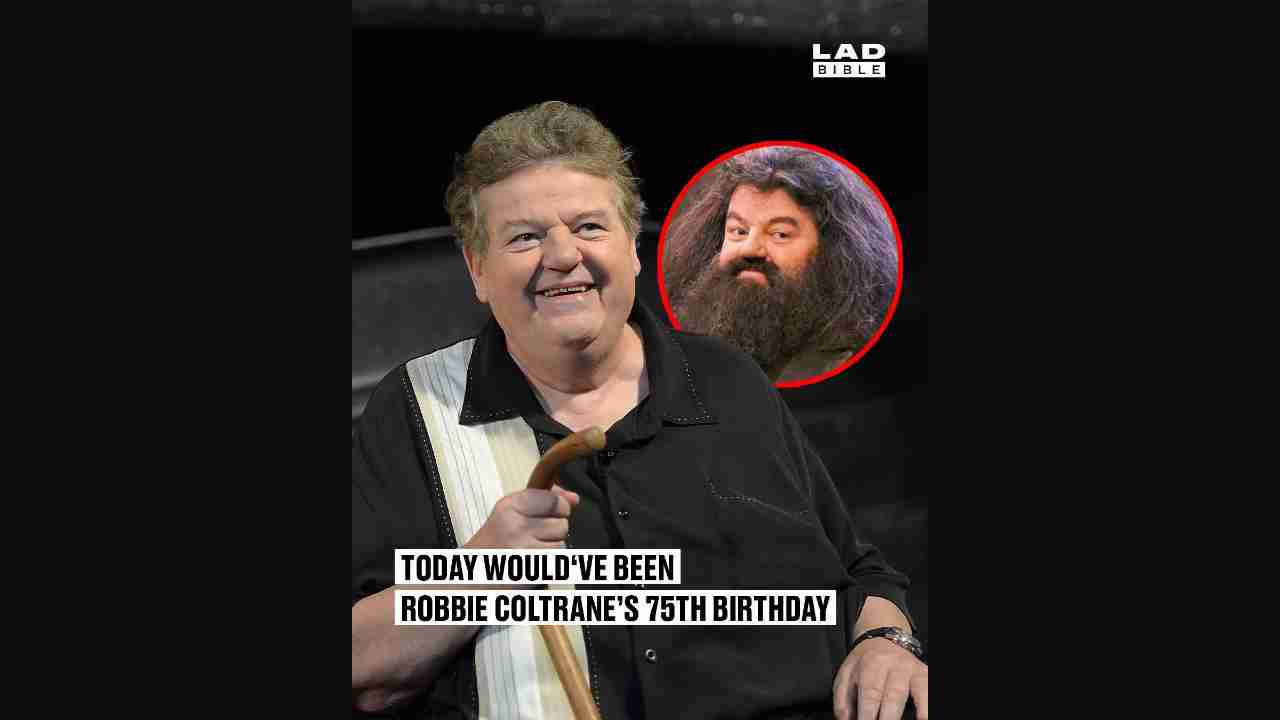 LAD
BIBLE
TODAY WOULD‘VE BEEN
ROBBIE COLTRANE’S 75TH BIRTHDAY